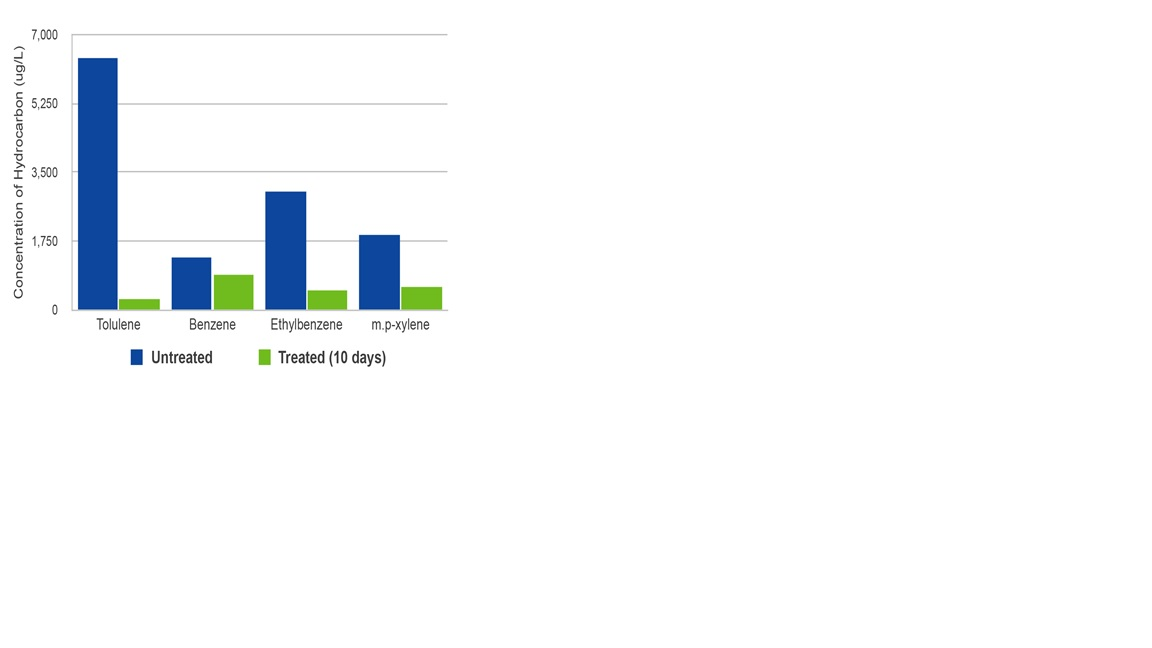 Concentration of Hydrocarbon (ug/L)
7,000
5,250
3,500
1,750
0
Tolulene Benzene Ethylbenzene m.p-xylene
Untreated Treated (10 days)